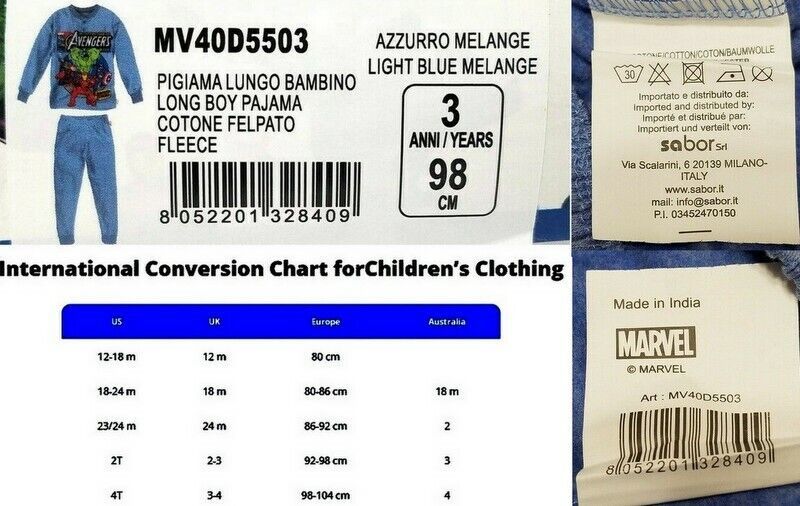 AVENGERS
MV40D5503
PIGIAMA LUNGO BAMBINO
LONG BOY PAJAMA
COTONE FELPATO
FLEECE
8 052201 328409
AZZURRO MELANGE
LIGHT BLUE MELANGE
3
ANNI / YEARS
98
CM
International Conversion Chart forChildren's Clothing
US UK Europe Australia
12-18 m 12 m 80 cm
18-24 m 18 m 80-86 cm 18 m
23/24 m 24 m 86-92 cm 2
2T 2-3 92-98 cm 3
4T 3-4 98-104 cm 4
COTONE/COTTON/COTON/BAUMWOLLE
30
Importato e distribuito da:
Imported and distributed by:
Importé et distribué par:
Importiert und verteilt von:
sabor Srl
Via Scalarini, 6 20139 MILANO-
ITALY
www.sabor.it
mail: info@sabor.it
P.I. 03452470150
Made in India
MARVEL
© MARVEL
Art : MV40D5503
8 052201 328409